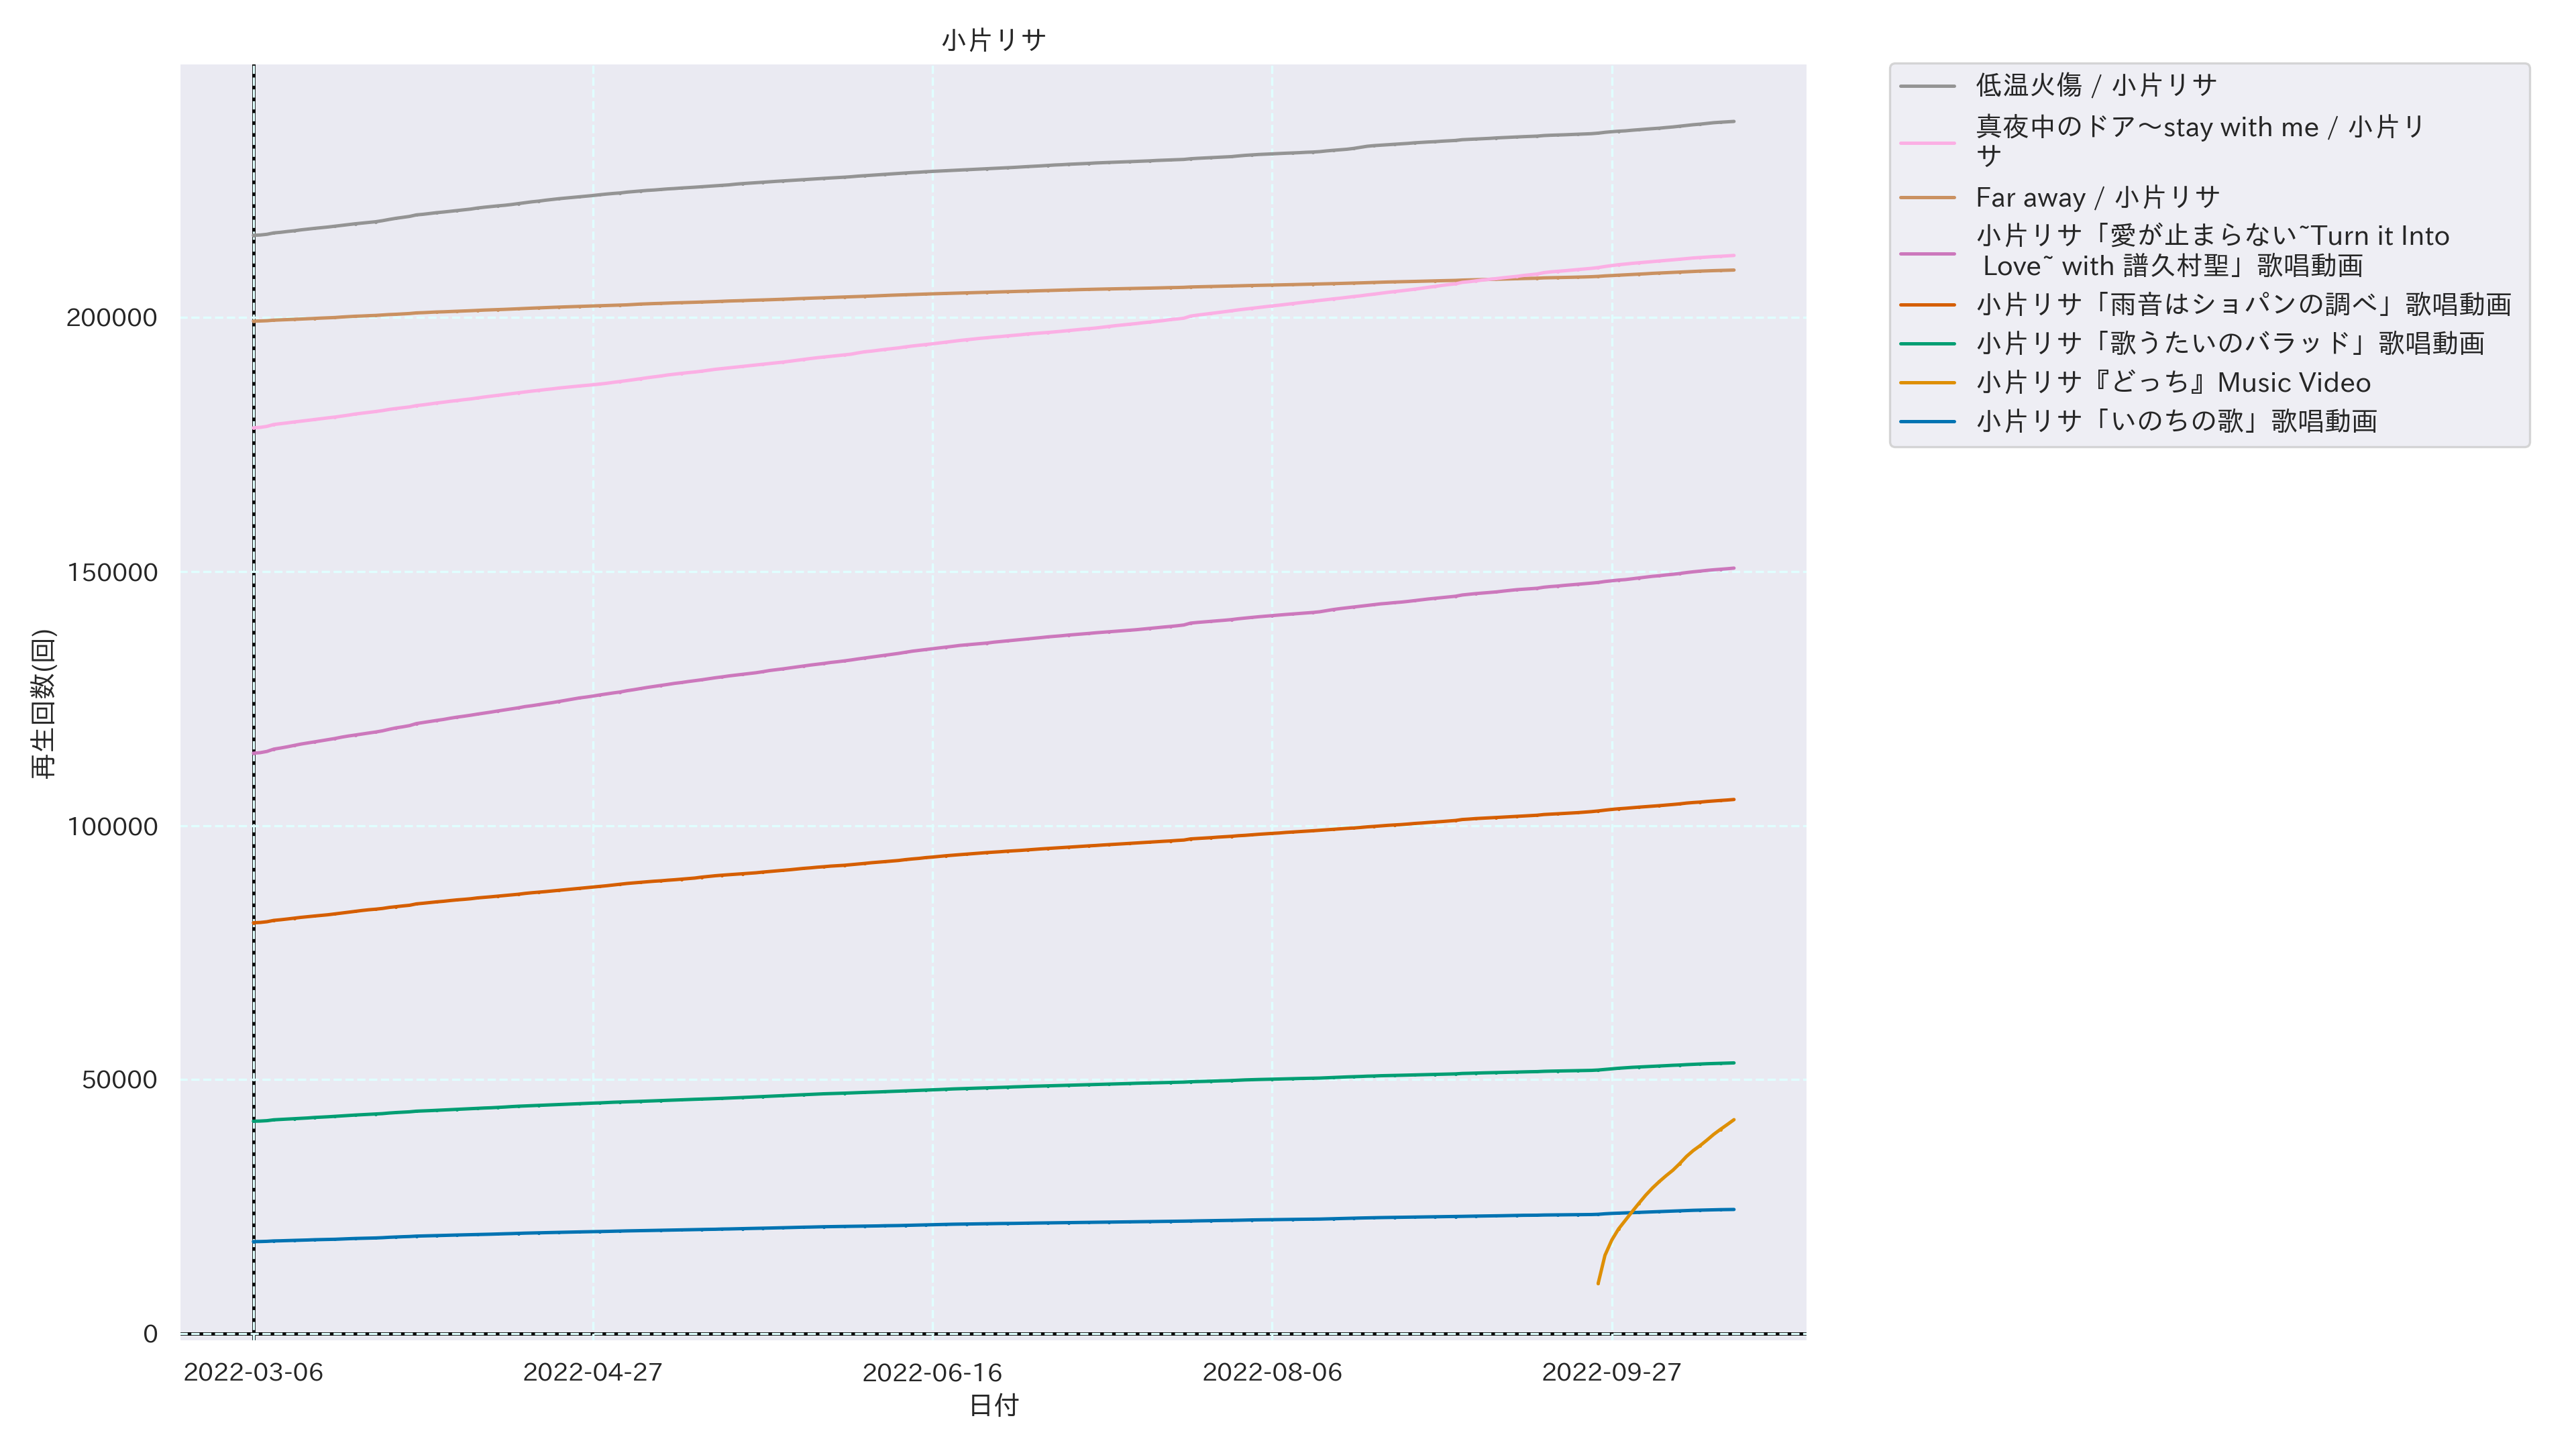 小片リサ
再生回数(回)
200000
150000
100000
50000
0
2022-03-06
2022-04-27
2022-06-16
2022-08-06
2022-09-27
日付
低温火傷 / 小片リサ
真夜中のドア〜stay with me / 小片リ
サ
Far away / 小片リサ
小片リサ「愛が止まらない~Turn it Into
Love~ with 譜久村聖」歌唱動画
小片リサ「雨音はショパンの調べ」歌唱動画
小片リサ「歌うたいのバラッド」歌唱動画
小片リサ『どっち』Music Video
小片リサ「いのちの歌」歌唱動画